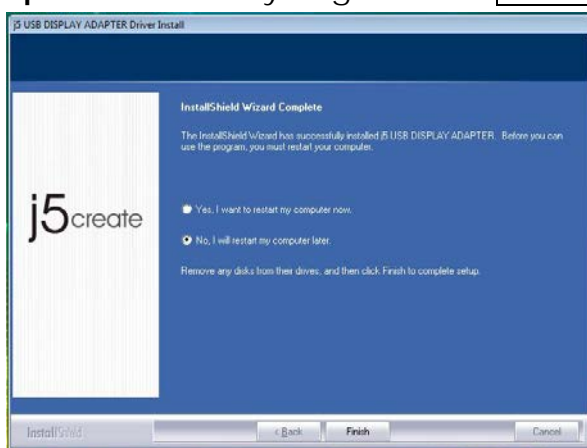 j5 USB DISPLAY ADAPTER Driver Install
InstallShield Wizard Complete
The InstallShield Wizard has successfully installed j5 USB DISPLAY ADAPTER. Before you can
use the program, you must restart your computer.
j5create
Yes, I want to restart my computer now.
No, I will restart my computer later.
Remove any disks from their drives, and then click Finish to complete setup.
InstallShield
< Back
Finish
Cancel